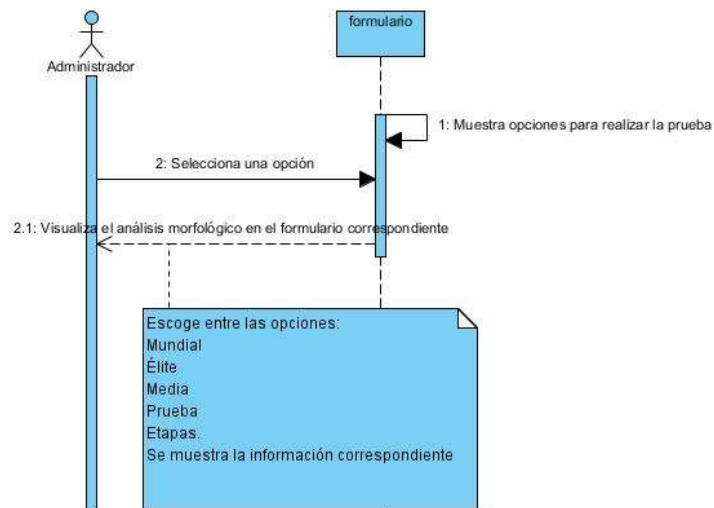 formulario
Administrador
1: Muestra opciones para realizar la prueba
2: Selecciona una opción
2.1: Visualiza el análisis morfológico en el formulario correspondiente
Escoge entre las opciones:
Mundial
Élite
Media
Prueba
Etapas.
Se muestra la información correspondiente